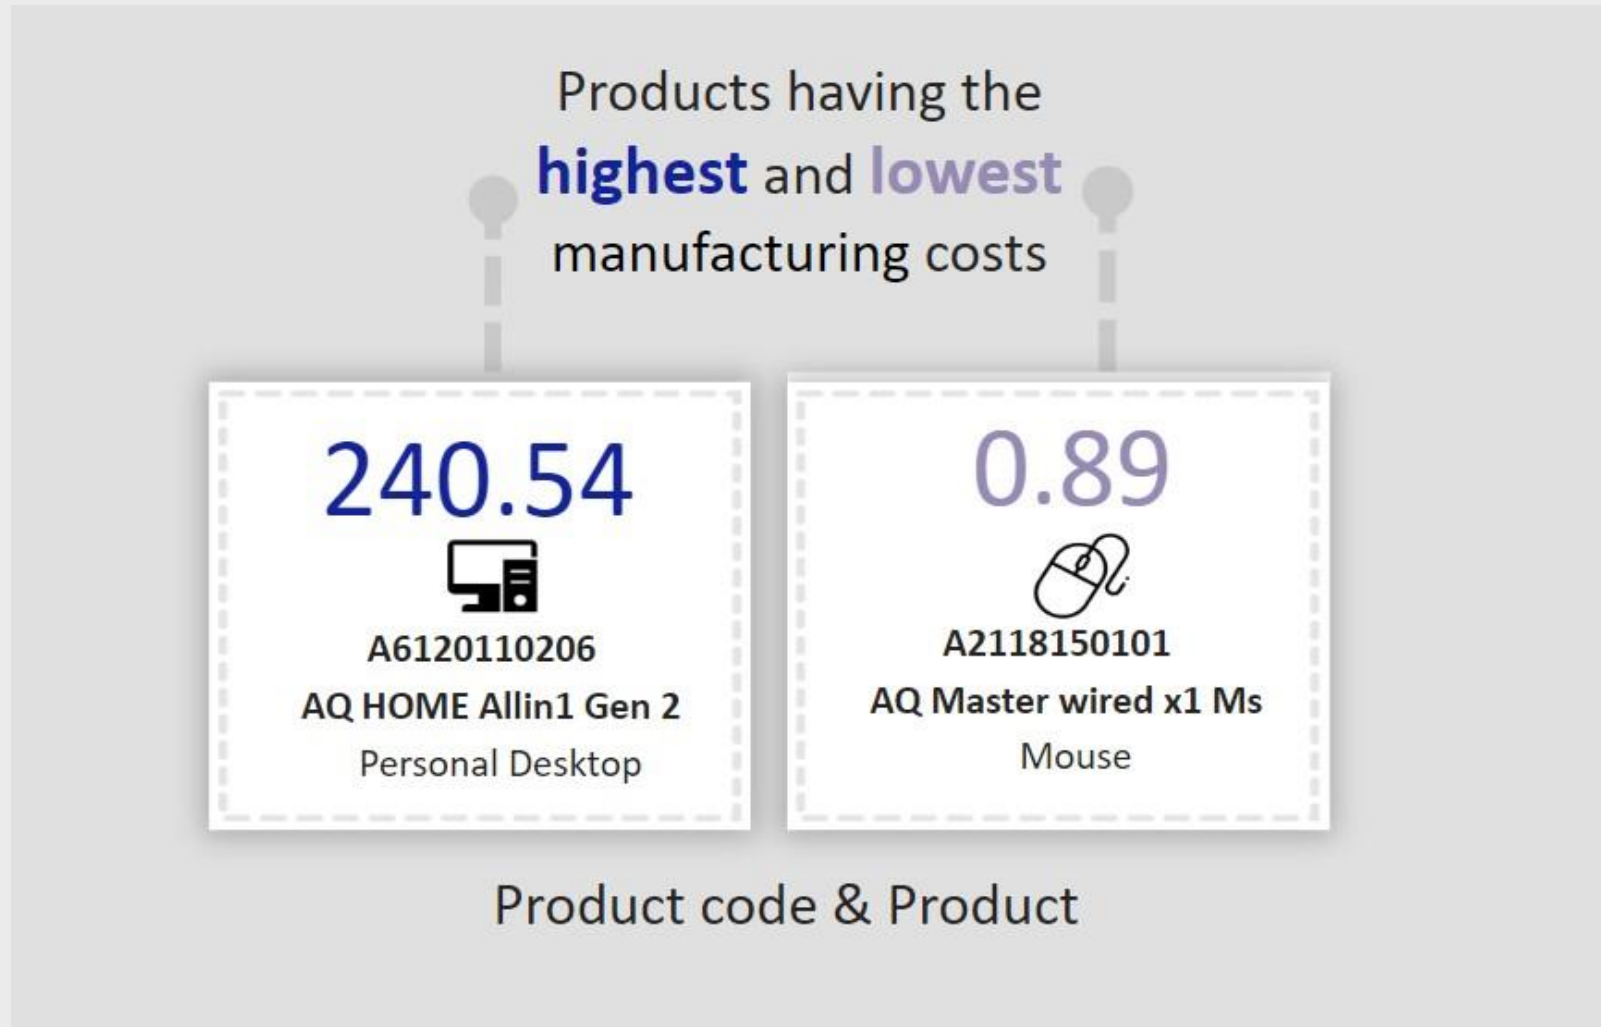 Products having the
highest and lowest
manufacturing costs
240.54
A6120110206
AQ HOME Allin1 Gen 2
Personal Desktop
0.89
A2118150101
AQ Master wired x1 Ms
Mouse
Product code & Product